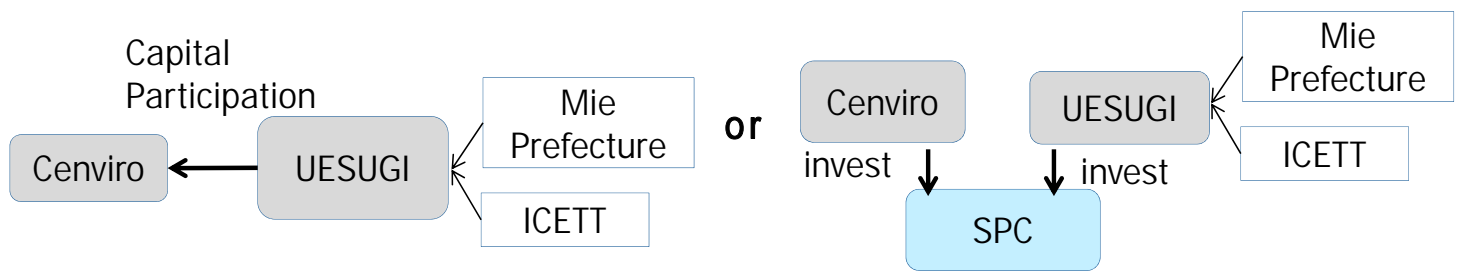 Capital
Participation
Cenviro
UESUGI
Mie
Prefecture
ICETT
or
Cenviro
UESUGI
Mie
Prefecture
ICETT
invest
invest
SPC